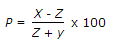 P = X - Z / Z + y x 100